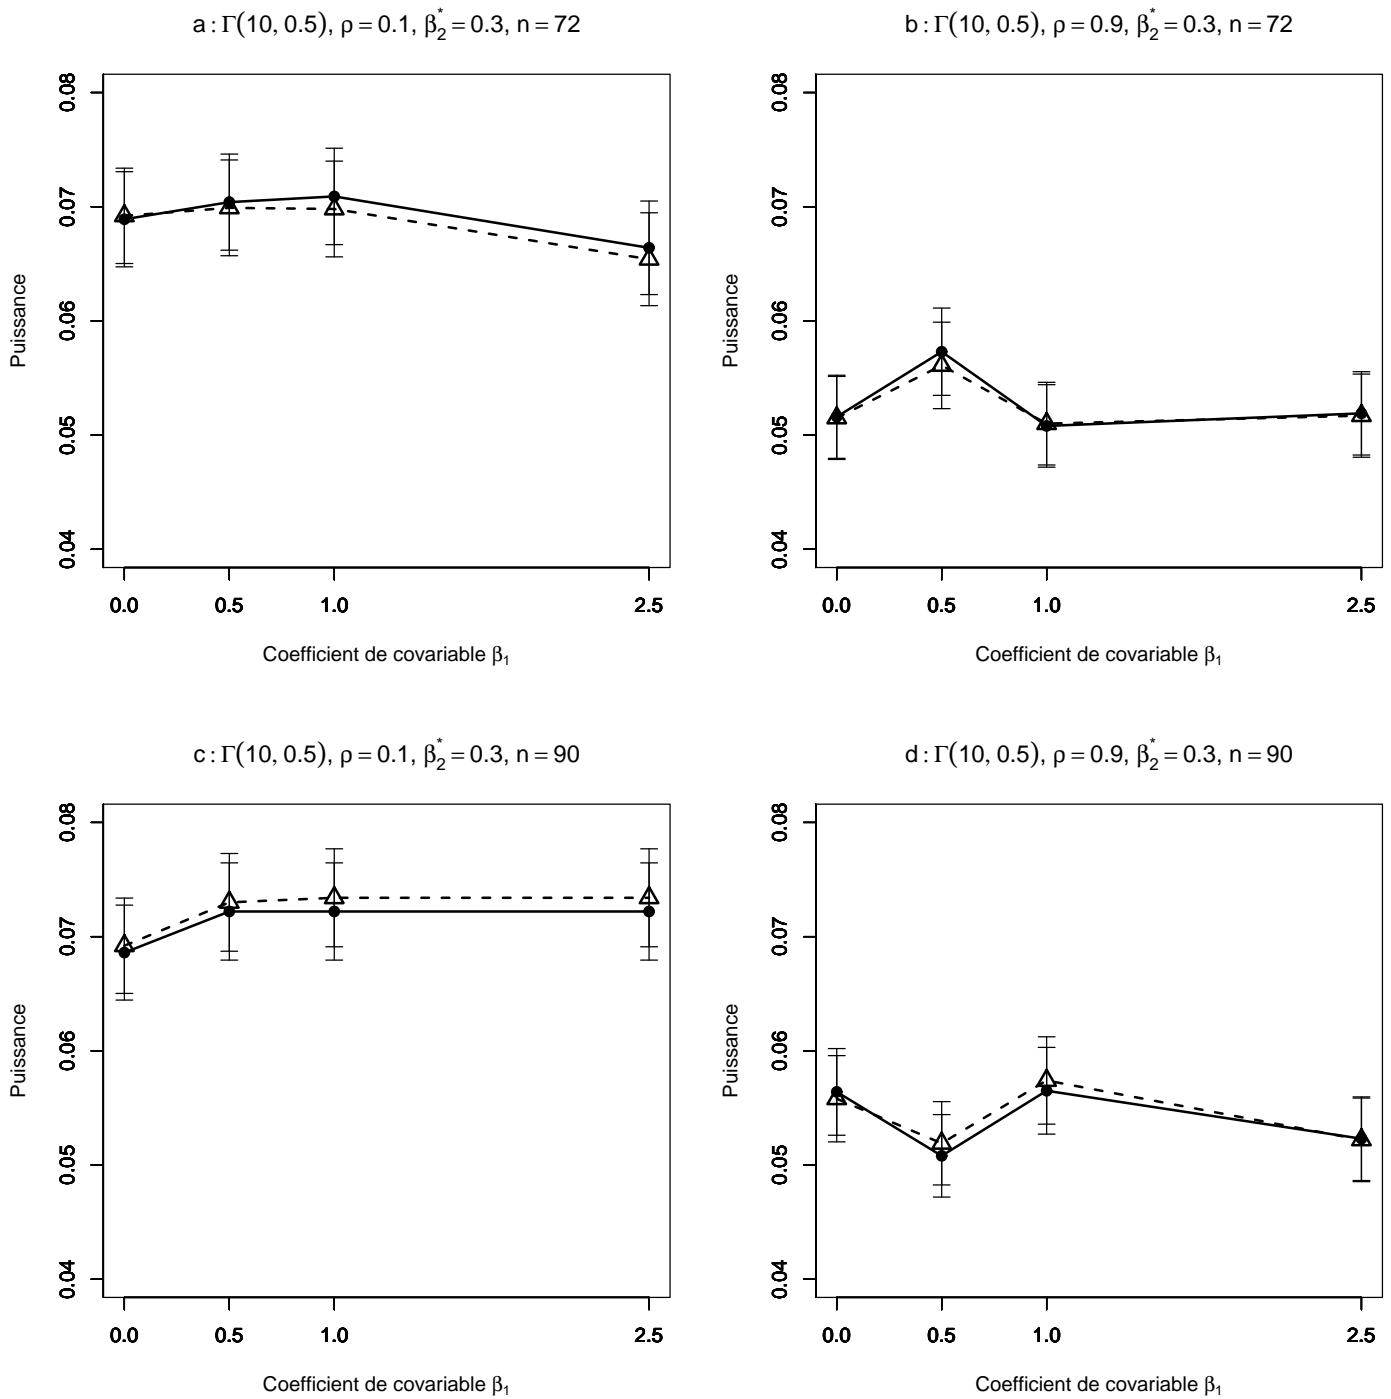 a : Γ(10, 0.5), ρ = 0.1, β₂* = 0.3, n = 72
Puissance
0.08
0.07
0.06
0.05
0.04
0.0 0.5 1.0 2.5
Coefficient de covariable β₁
b : Γ(10, 0.5), ρ = 0.9, β₂* = 0.3, n = 72
Puissance
0.08
0.07
0.06
0.05
0.04
0.0 0.5 1.0 2.5
Coefficient de covariable β₁
c : Γ(10, 0.5), ρ = 0.1, β₂* = 0.3, n = 90
Puissance
0.08
0.07
0.06
0.05
0.04
0.0 0.5 1.0 2.5
Coefficient de covariable β₁
d : Γ(10, 0.5), ρ = 0.9, β₂* = 0.3, n = 90
Puissance
0.08
0.07
0.06
0.05
0.04
0.0 0.5 1.0 2.5
Coefficient de covariable β₁